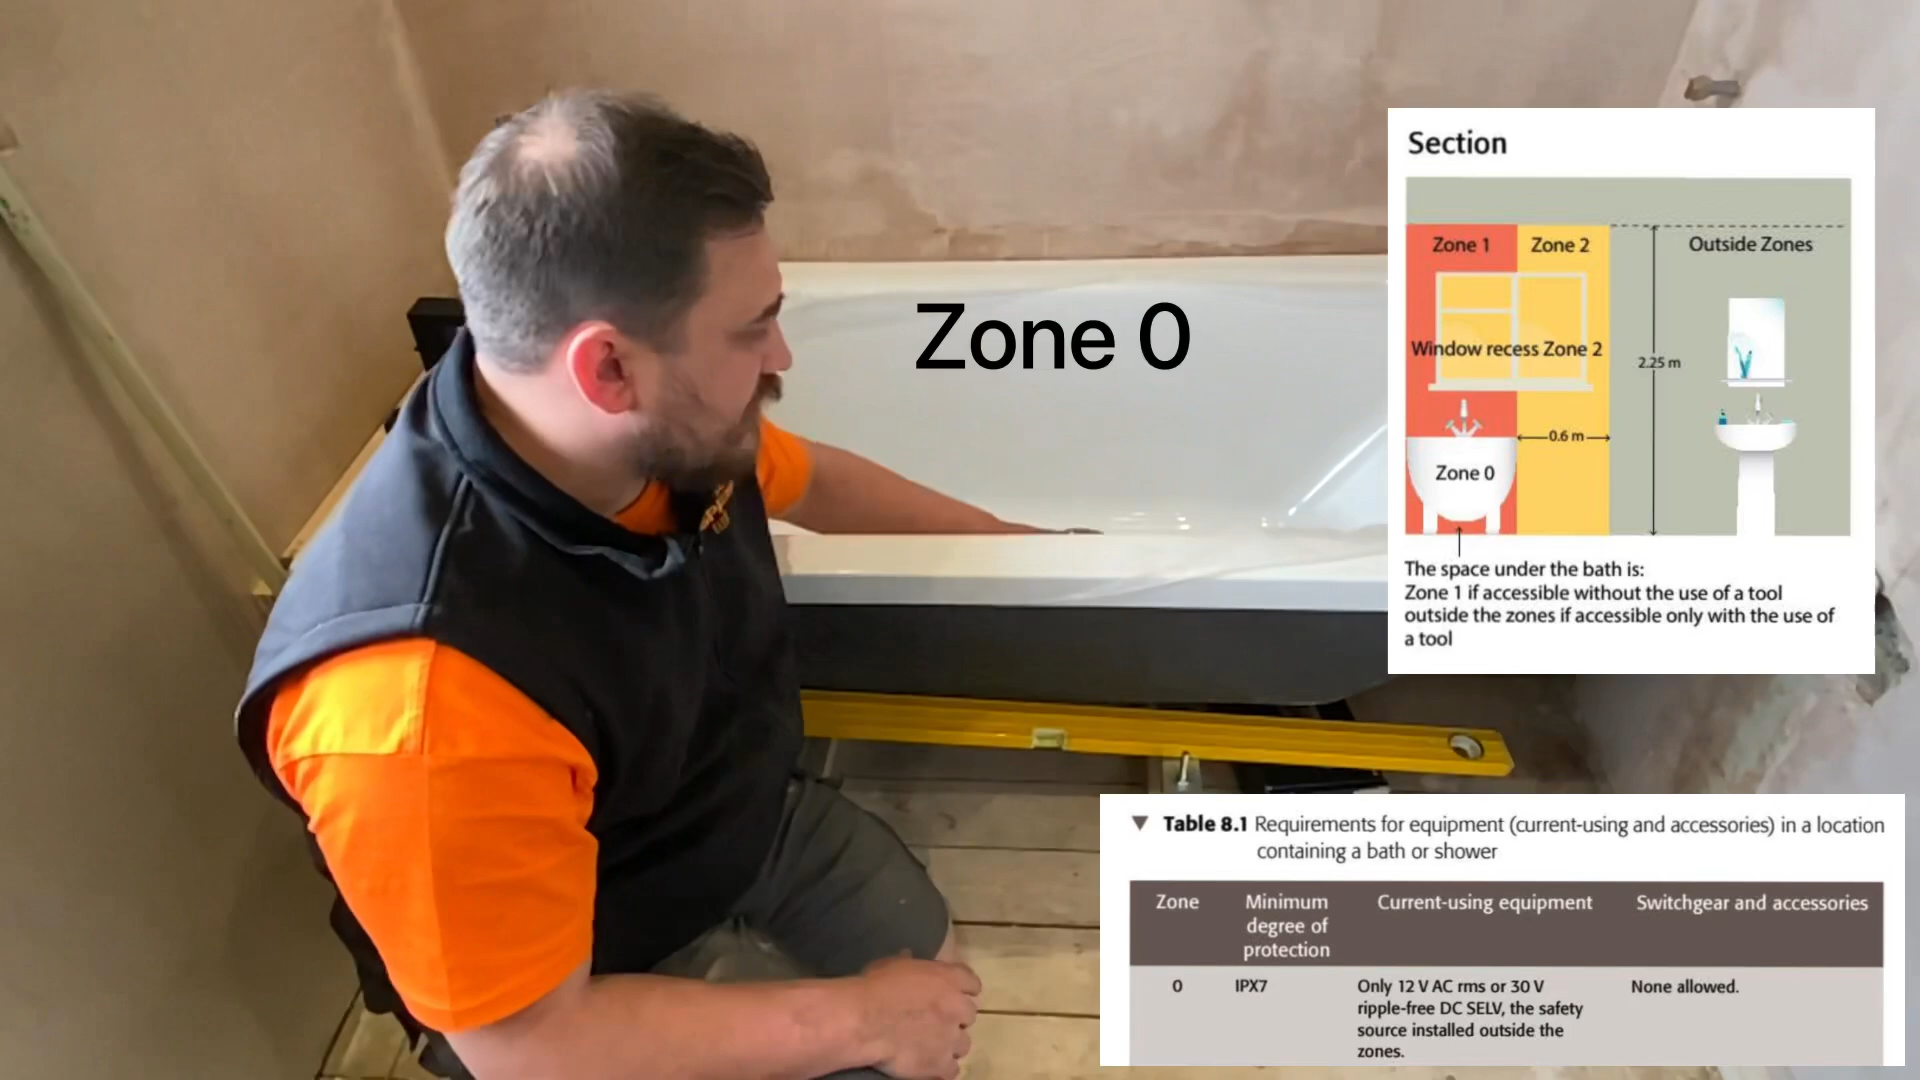 Zone 0
Section
Zone 1
Zone 2
Outside Zones
Window recess Zone 2
2.25 m
0.6 m
Zone 0
The space under the bath is:
Zone 1 if accessible without the use of a tool
outside the zones if accessible only with the use of
a tool
▼ Table 8.1 Requirements for equipment (current-using and accessories) in a location
containing a bath or shower
Zone
Minimum
degree of
protection
Current-using equipment
Switchgear and accessories
0
IPX7
Only 12 V AC rms or 30 V
ripple-free DC SELV, the safety
source installed outside the
zones.
None allowed.